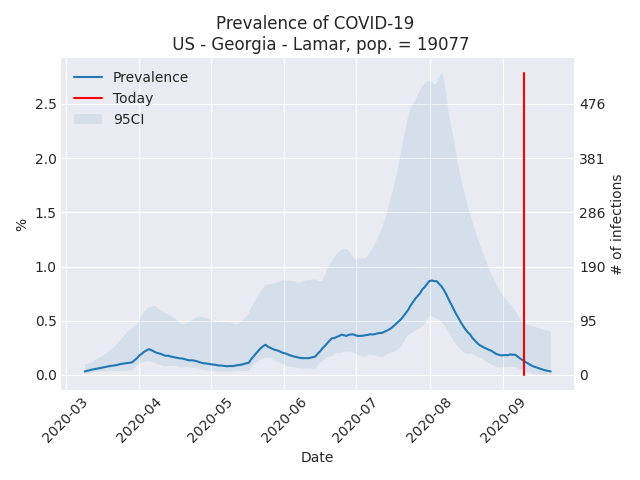 Prevalence of COVID-19
US - Georgia - Lamar, pop. = 19077
Prevalence
Today
95CI
2.5
2.0
1.5
1.0
0.5
0.0
%
476
381
286
190
95
0
# of infections
2020-03
2020-04
2020-05
2020-06
2020-07
2020-08
2020-09
Date